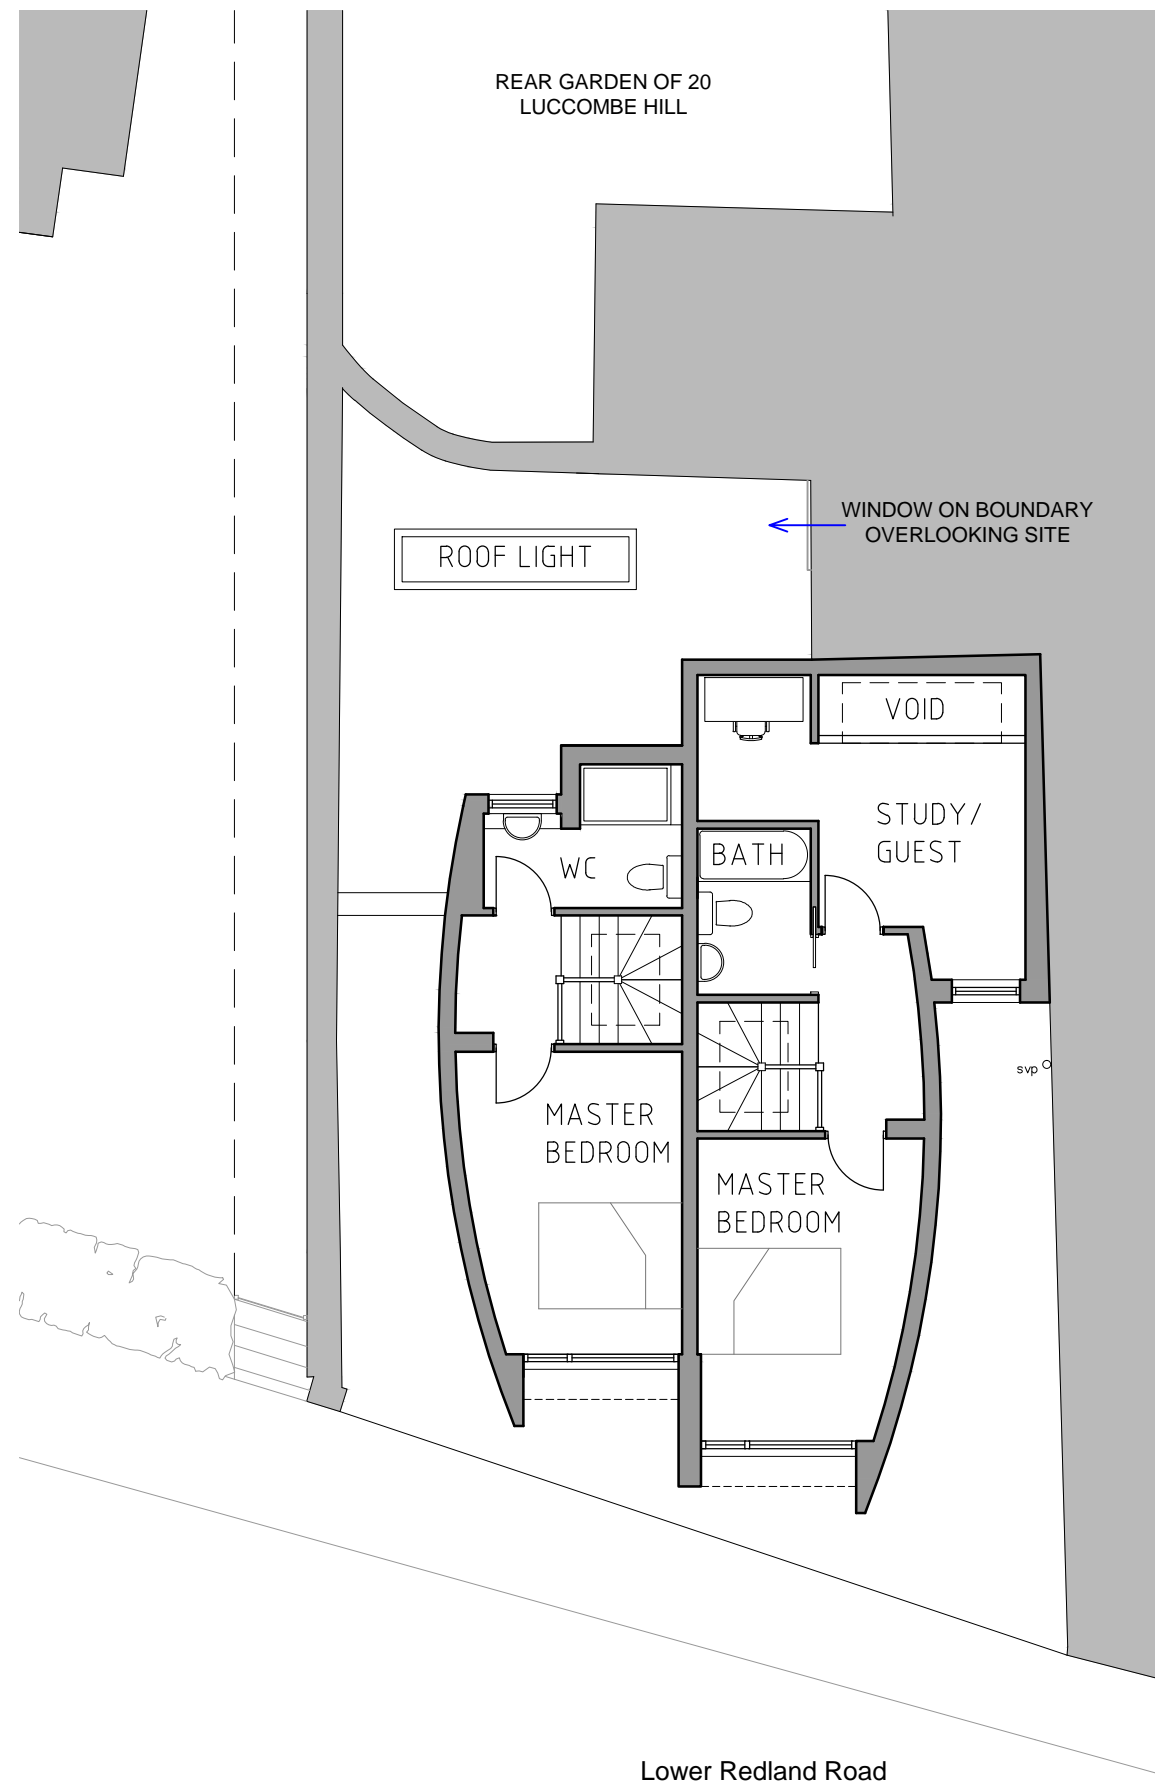 REAR GARDEN OF 20
LUCCOMBE HILL
WINDOW ON BOUNDARY
OVERLOOKING SITE
ROOF LIGHT
VOID
STUDY/
GUEST
BATH
WC
svp
MASTER
BEDROOM
MASTER
BEDROOM
Lower Redland Road